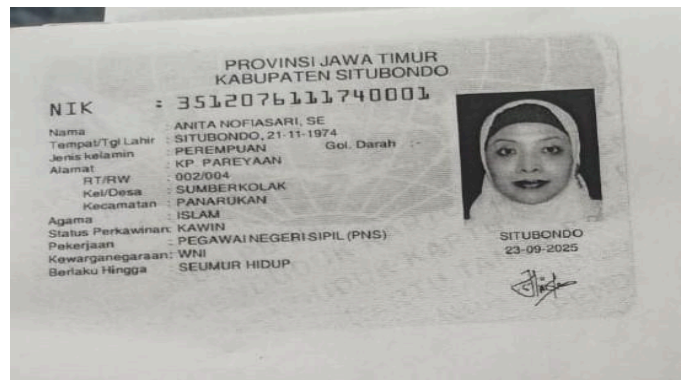 PROVINSI JAWA TIMUR
KABUPATEN SITUBONDO
NIK : 3512076111740001
Nama : ANITA NOFIASARI, SE
Tempat/Tgl Lahir : SITUBONDO, 21-11-1974
Jenis kelamin : PEREMPUAN Gol. Darah : -
Alamat : KP PAREYAAN
RT/RW : 002/004
Kel/Desa : SUMBERKOLAK
Kecamatan : PANARUKAN
Agama : ISLAM
Status Perkawinan: KAWIN
Pekerjaan : PEGAWAI NEGERI SIPIL (PNS)
Kewarganegaraan: WNI
Berlaku Hingga : SEUMUR HIDUP
SITUBONDO
23-09-2025